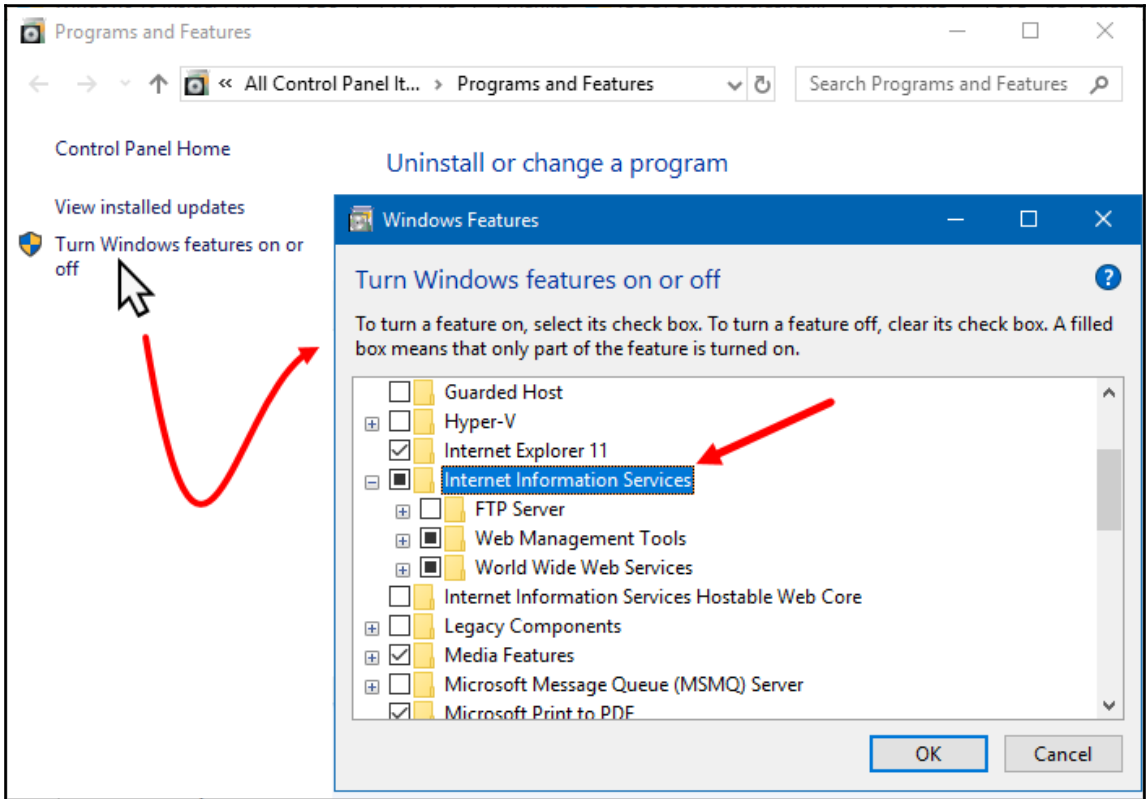 Programs and Features
« All Control Panel It... › Programs and Features
Search Programs and Features
Control Panel Home
Uninstall or change a program
View installed updates
Turn Windows features on or
off
Windows Features
Turn Windows features on or off
To turn a feature on, select its check box. To turn a feature off, clear its check box. A filled
box means that only part of the feature is turned on.
Guarded Host
Hyper-V
Internet Explorer 11
Internet Information Services
FTP Server
Web Management Tools
World Wide Web Services
Internet Information Services Hostable Web Core
Legacy Components
Media Features
Microsoft Message Queue (MSMQ) Server
Microsoft Print to PDF
OK
Cancel